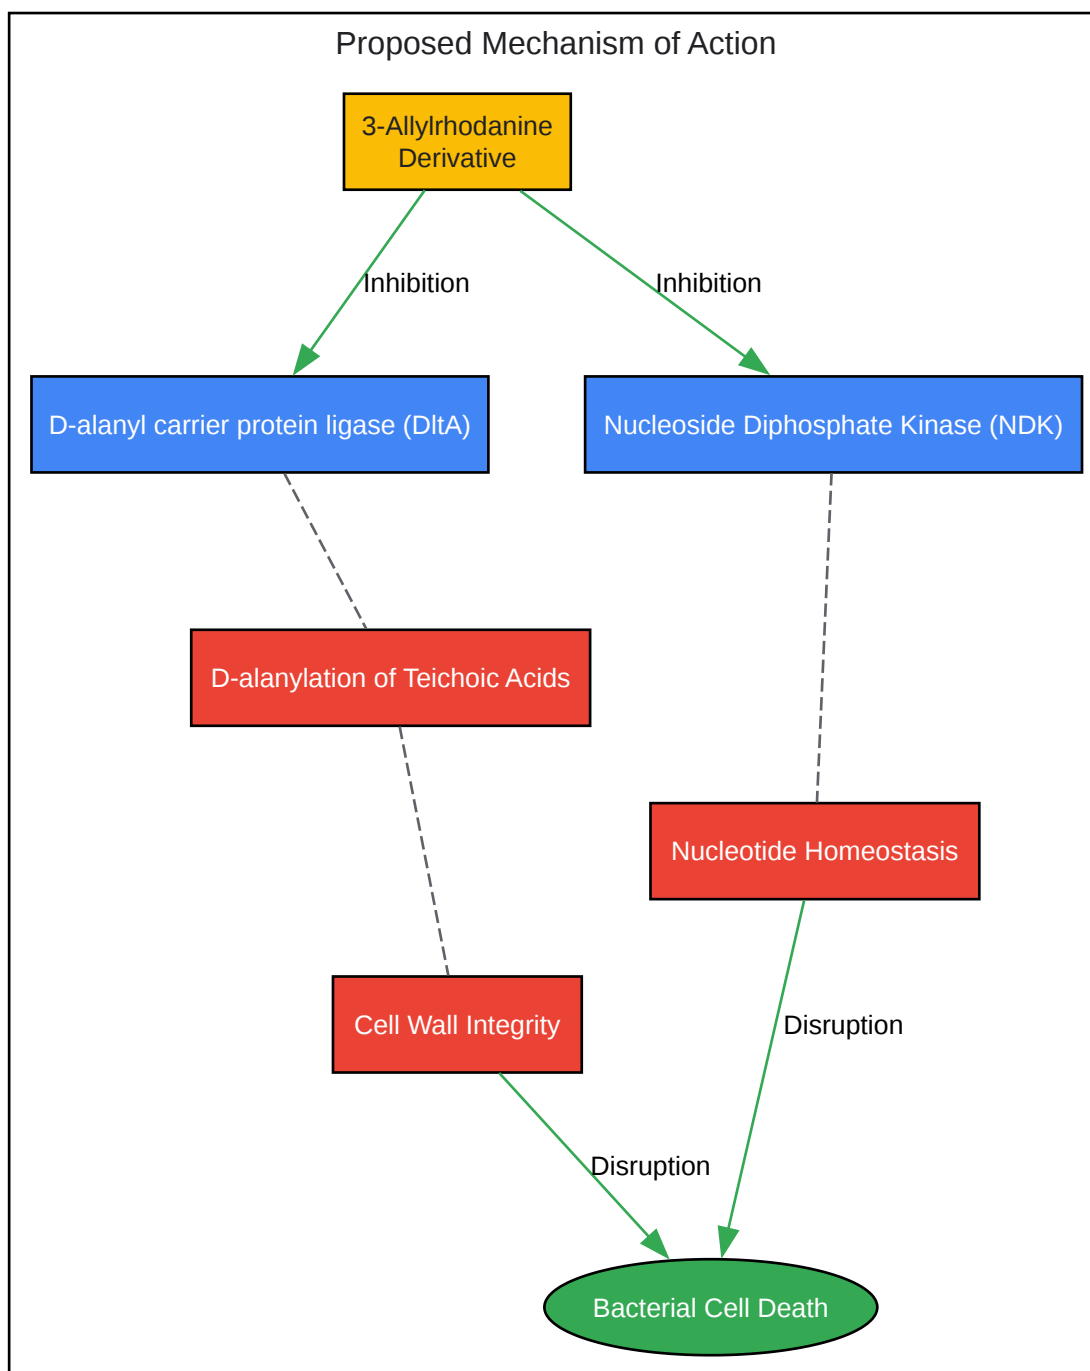 Proposed Mechanism of Action
3-Allylrhodanine
Derivative
Inhibition
Inhibition
D-alanyl carrier protein ligase (DltA)
Nucleoside Diphosphate Kinase (NDK)
D-alanylation of Teichoic Acids
Nucleotide Homeostasis
Cell Wall Integrity
Disruption
Disruption
Bacterial Cell Death